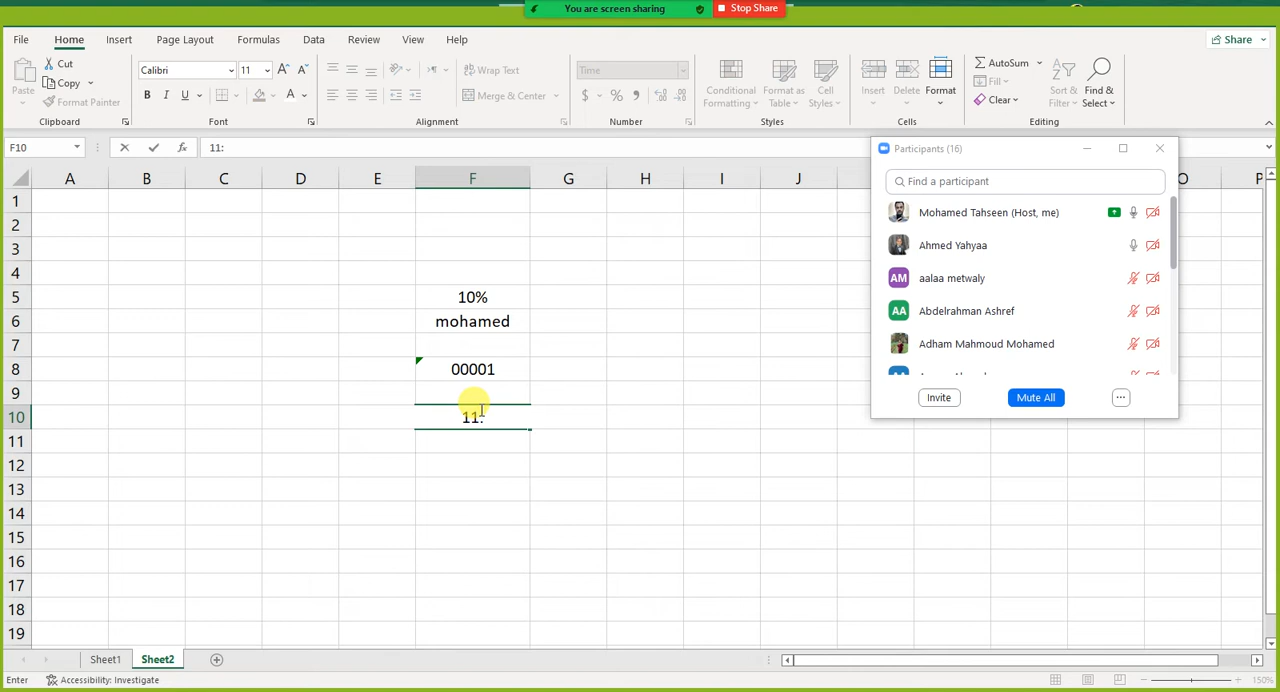 You are screen sharing
Stop Share
File Home Insert Page Layout Formulas Data Review View Help
Share
Paste
Cut
Copy
Format Painter
Clipboard
Calibri 11
B I U
Font
Wrap Text
Merge & Center
Alignment
Time
$ % 9
Number
Conditional Formatting
Format as Table
Cell Styles
Styles
Insert
Delete
Format
Cells
AutoSum
Fill
Clear
Sort & Filter
Find & Select
Editing
F10 fx 11:
A B C D E F G H I J O P
1
2
3
4
5 10%
6 mohamed
7
8 00001
9
10 11:
11
12
13
14
15
16
17
18
19
Participants (16)
Find a participant
Mohamed Tahseen (Host, me)
Ahmed Yahyaa
AM aalaa metwaly
AA Abdelrahman Ashref
Adham Mahmoud Mohamed
Invite Mute All ...
Sheet1 Sheet2
Enter Accessibility: Investigate 150%